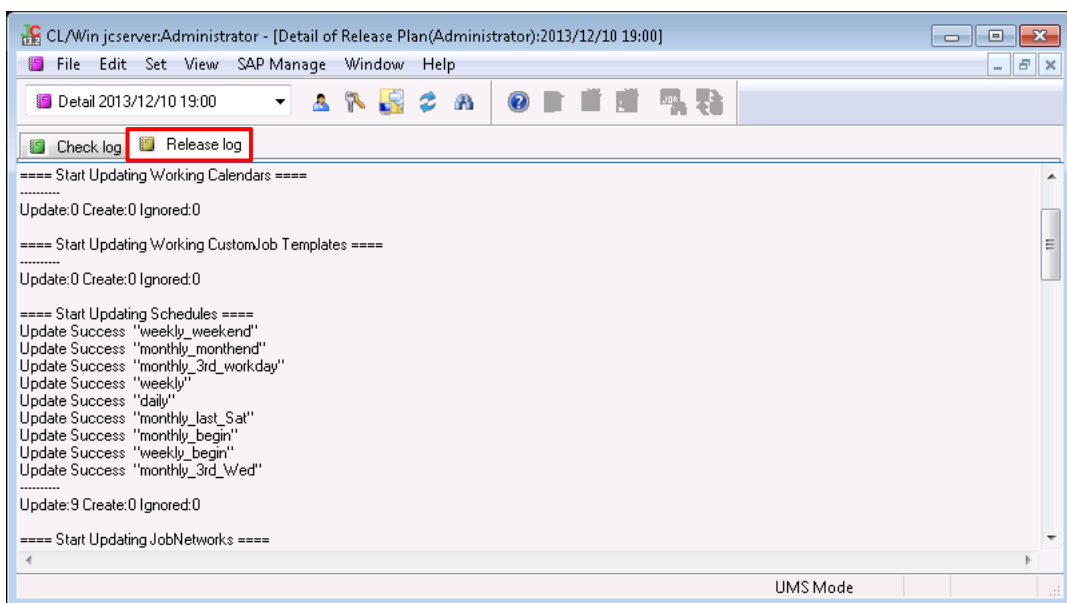 CL/Win jcserver:Administrator - [Detail of Release Plan(Administrator):2013/12/10 19:00]
File Edit Set View SAP Manage Window Help
Detail 2013/12/10 19:00
Check log Release log
==== Start Updating Working Calendars ====
----------
Update:0 Create:0 Ignored:0
==== Start Updating Working CustomJob Templates ====
----------
Update:0 Create:0 Ignored:0
==== Start Updating Schedules ====
Update Success "weekly_weekend"
Update Success "monthly_monthend"
Update Success "monthly_3rd_workday"
Update Success "weekly"
Update Success "daily"
Update Success "monthly_last_Sat"
Update Success "monthly_begin"
Update Success "weekly_begin"
Update Success "monthly_3rd_Wed"
----------
Update:9 Create:0 Ignored:0
==== Start Updating JobNetworks ====
UMS Mode